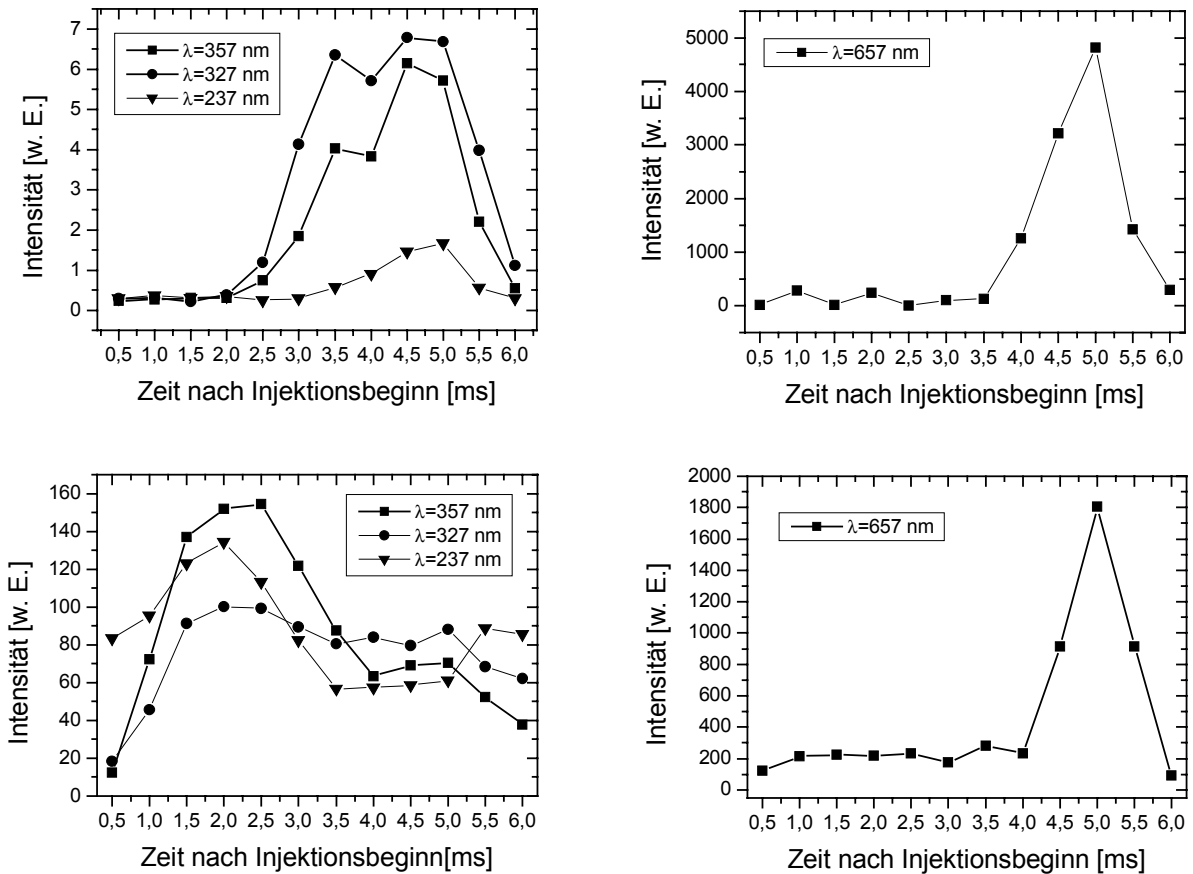 Intensität [w. E.]
7
6
5
4
3
2
1
0
λ=357 nm
λ=327 nm
λ=237 nm
0,5 1,0 1,5 2,0 2,5 3,0 3,5 4,0 4,5 5,0 5,5 6,0
Zeit nach Injektionsbeginn [ms]
Intensität [w. E.]
5000
4000
3000
2000
1000
0
λ=657 nm
0,5 1,0 1,5 2,0 2,5 3,0 3,5 4,0 4,5 5,0 5,5 6,0
Zeit nach Injektionsbeginn [ms]
Intensität [w. E.]
160
140
120
100
80
60
40
20
0
λ=357 nm
λ=327 nm
λ=237 nm
0,5 1,0 1,5 2,0 2,5 3,0 3,5 4,0 4,5 5,0 5,5 6,0
Zeit nach Injektionsbeginn[ms]
Intensität [w. E.]
2000
1800
1600
1400
1200
1000
800
600
400
200
0
λ=657 nm
0,5 1,0 1,5 2,0 2,5 3,0 3,5 4,0 4,5 5,0 5,5 6,0
Zeit nach Injektionsbeginn [ms]